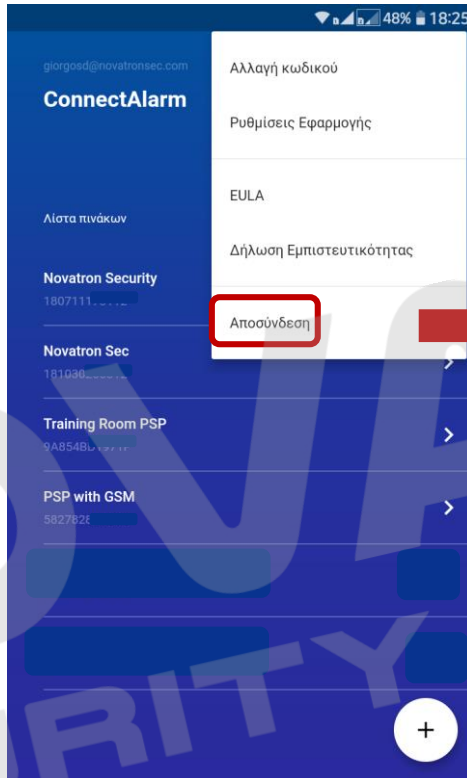 48% 18:25
giorgosd@novatronsec.com
ConnectAlarm
Αλλαγή κωδικού
Ρυθμίσεις Εφαρμογής
EULA
Δήλωση Εμπιστευτικότητας
Αποσύνδεση
Λίστα πινάκων
Novatron Security
Novatron Sec
Training Room PSP
PSP with GSM
5827828
+